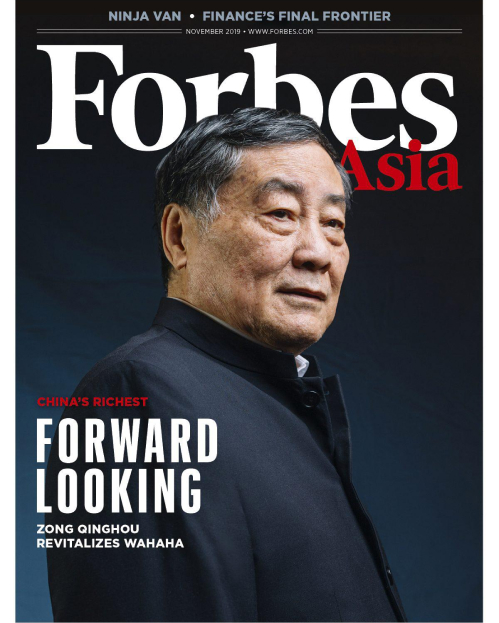 NINJA VAN • FINANCE'S FINAL FRONTIER
NOVEMBER 2019 • WWW.FORBES.COM
Forbes
Asia
CHINA'S RICHEST
FORWARD
LOOKING
ZONG QINGHOU
REVITALIZES WAHAHA